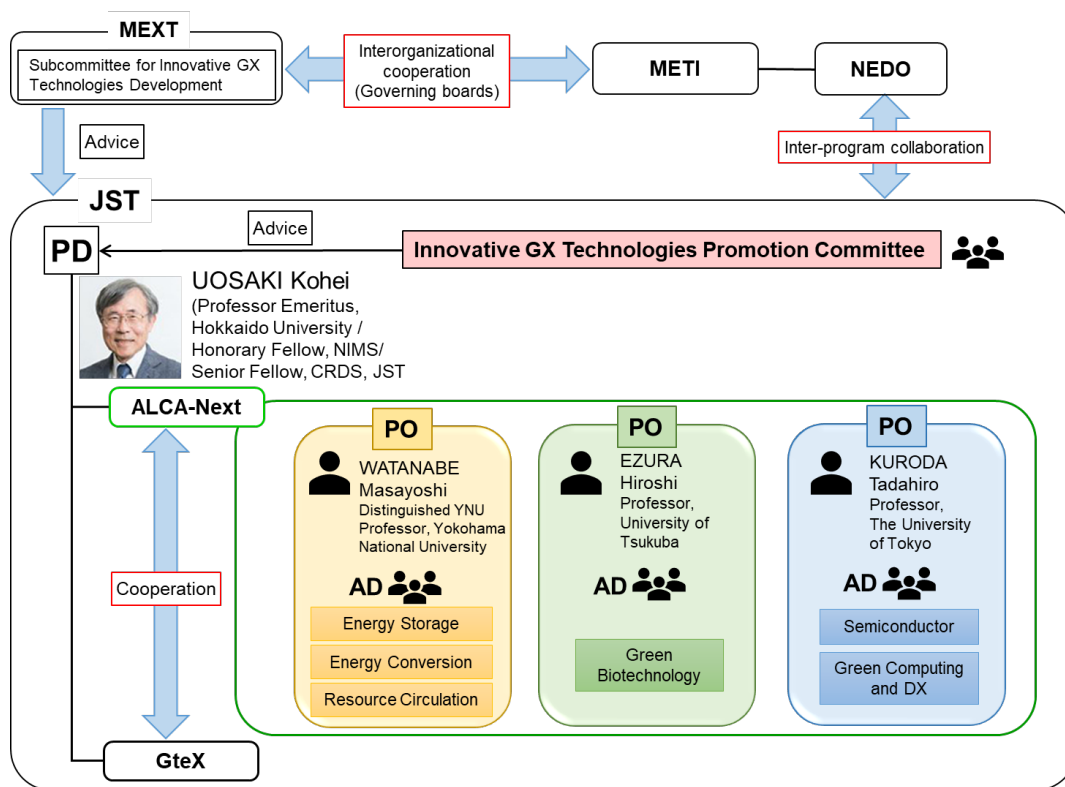 MEXT
Subcommittee for Innovative GX
Technologies Development
Interorganizational
cooperation
(Governing boards)
METI
NEDO
Advice
Inter-program collaboration
JST
PD
Advice
Innovative GX Technologies Promotion Committee
UOSAKI Kohei
(Professor Emeritus,
Hokkaido University /
Honorary Fellow, NIMS/
Senior Fellow, CRDS, JST
ALCA-Next
Cooperation
GteX
PO
WATANABE
Masayoshi
Distinguished YNU
Professor, Yokohama
National University
AD
Energy Storage
Energy Conversion
Resource Circulation
PO
EZURA
Hiroshi
Professor,
University of
Tsukuba
AD
Green
Biotechnology
PO
KURODA
Tadahiro
Professor,
The University
of Tokyo
AD
Semiconductor
Green Computing
and DX